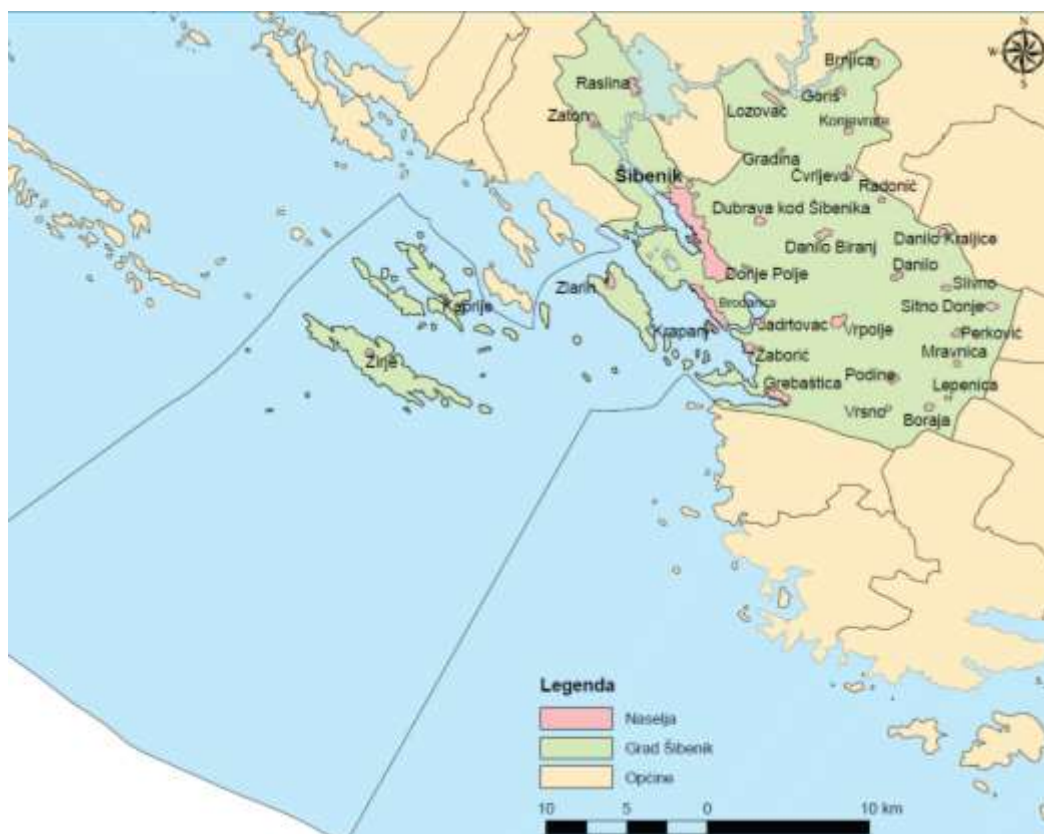 N
W
S
Brnjica
Raslina
Goriš
Lozovac
Zaton
Konjevrate
Gradina
Čvrljevo
Šibenik
Radonić
Dubrava kod Šibenika
Danilo Biranj
Danilo Kraljice
Donje Polje
Danilo
Zlarin
Slivno
Kaprije
Brodarica
Sitno Donje
Krapanj
Jadrtovac
Vrpolje
Perković
Žirje
Žaborić
Mravnica
Grebaštica
Podine
Lepenica
Vrsno
Boraja
Legenda
Naselja
Grad Šibenik
Općine
10 5 0 10 km